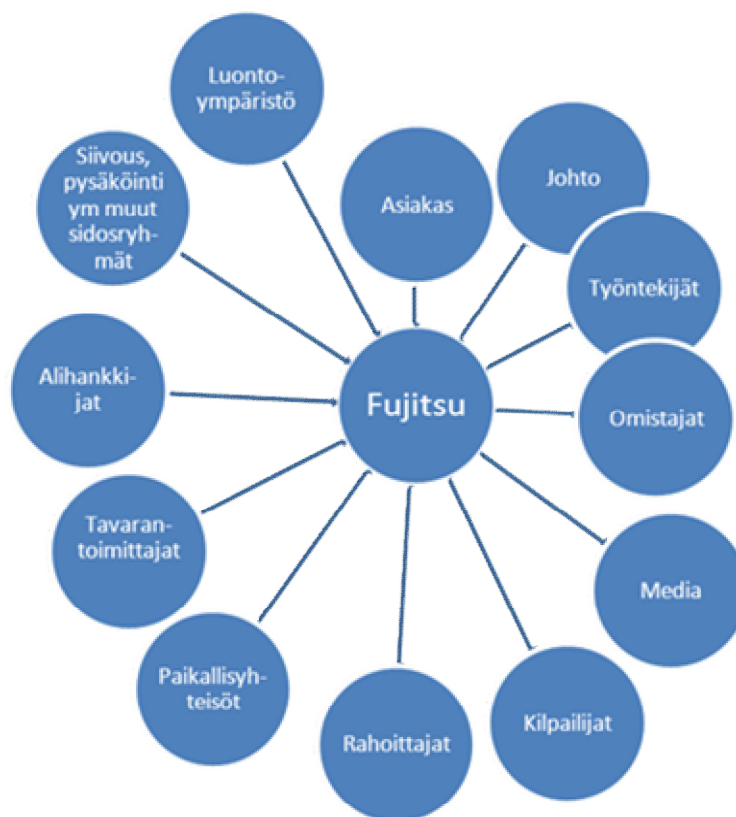 Luonto-
ympäristö
Siivous,
pysäköinti
ym muut
sidosryh-
mät
Asiakas
Johto
Työntekijät
Alihankki-
jat
Fujitsu
Omistajat
Tavaran-
toimittajat
Media
Paikallisyh-
teisöt
Rahoittajat
Kilpailijat